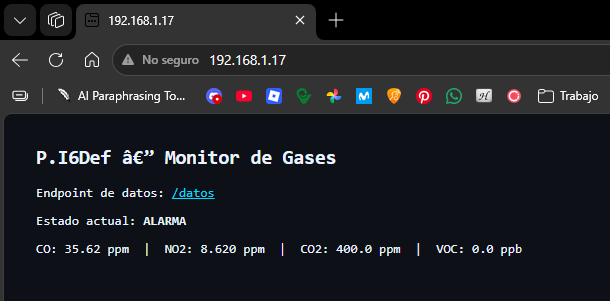 192.168.1.17
No seguro 192.168.1.17
AI Paraphrasing To... H Trabajo
P.I6Def â€” Monitor de Gases
Endpoint de datos: /datos
Estado actual: ALARMA
CO: 35.62 ppm | NO2: 8.620 ppm | CO2: 400.0 ppm | VOC: 0.0 ppb